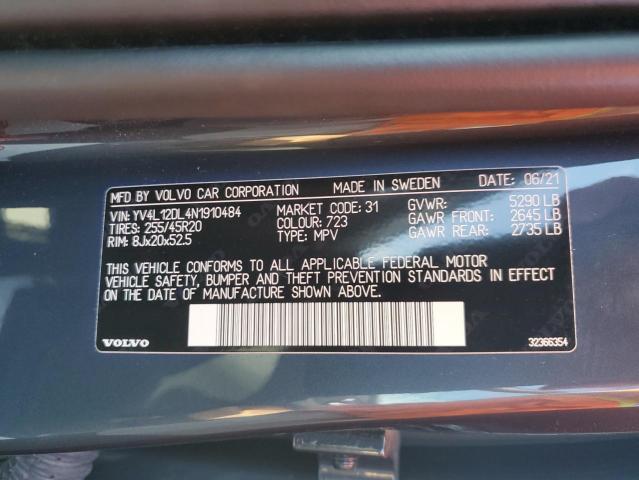 MFD BY VOLVO CAR CORPORATION MADE IN SWEDEN DATE: 06/21
VIN: YV4L12DL4N1910484 MARKET CODE: 31 GVWR: 5290 LB
TIRES: 255/45R20 COLOUR: 723 GAWR FRONT: 2645 LB
RIM: 8Jx20x52.5 TYPE: MPV GAWR REAR: 2735 LB
THIS VEHICLE CONFORMS TO ALL APPLICABLE FEDERAL MOTOR
VEHICLE SAFETY, BUMPER AND THEFT PREVENTION STANDARDS IN EFFECT
ON THE DATE OF MANUFACTURE SHOWN ABOVE.
VOLVO 32366354